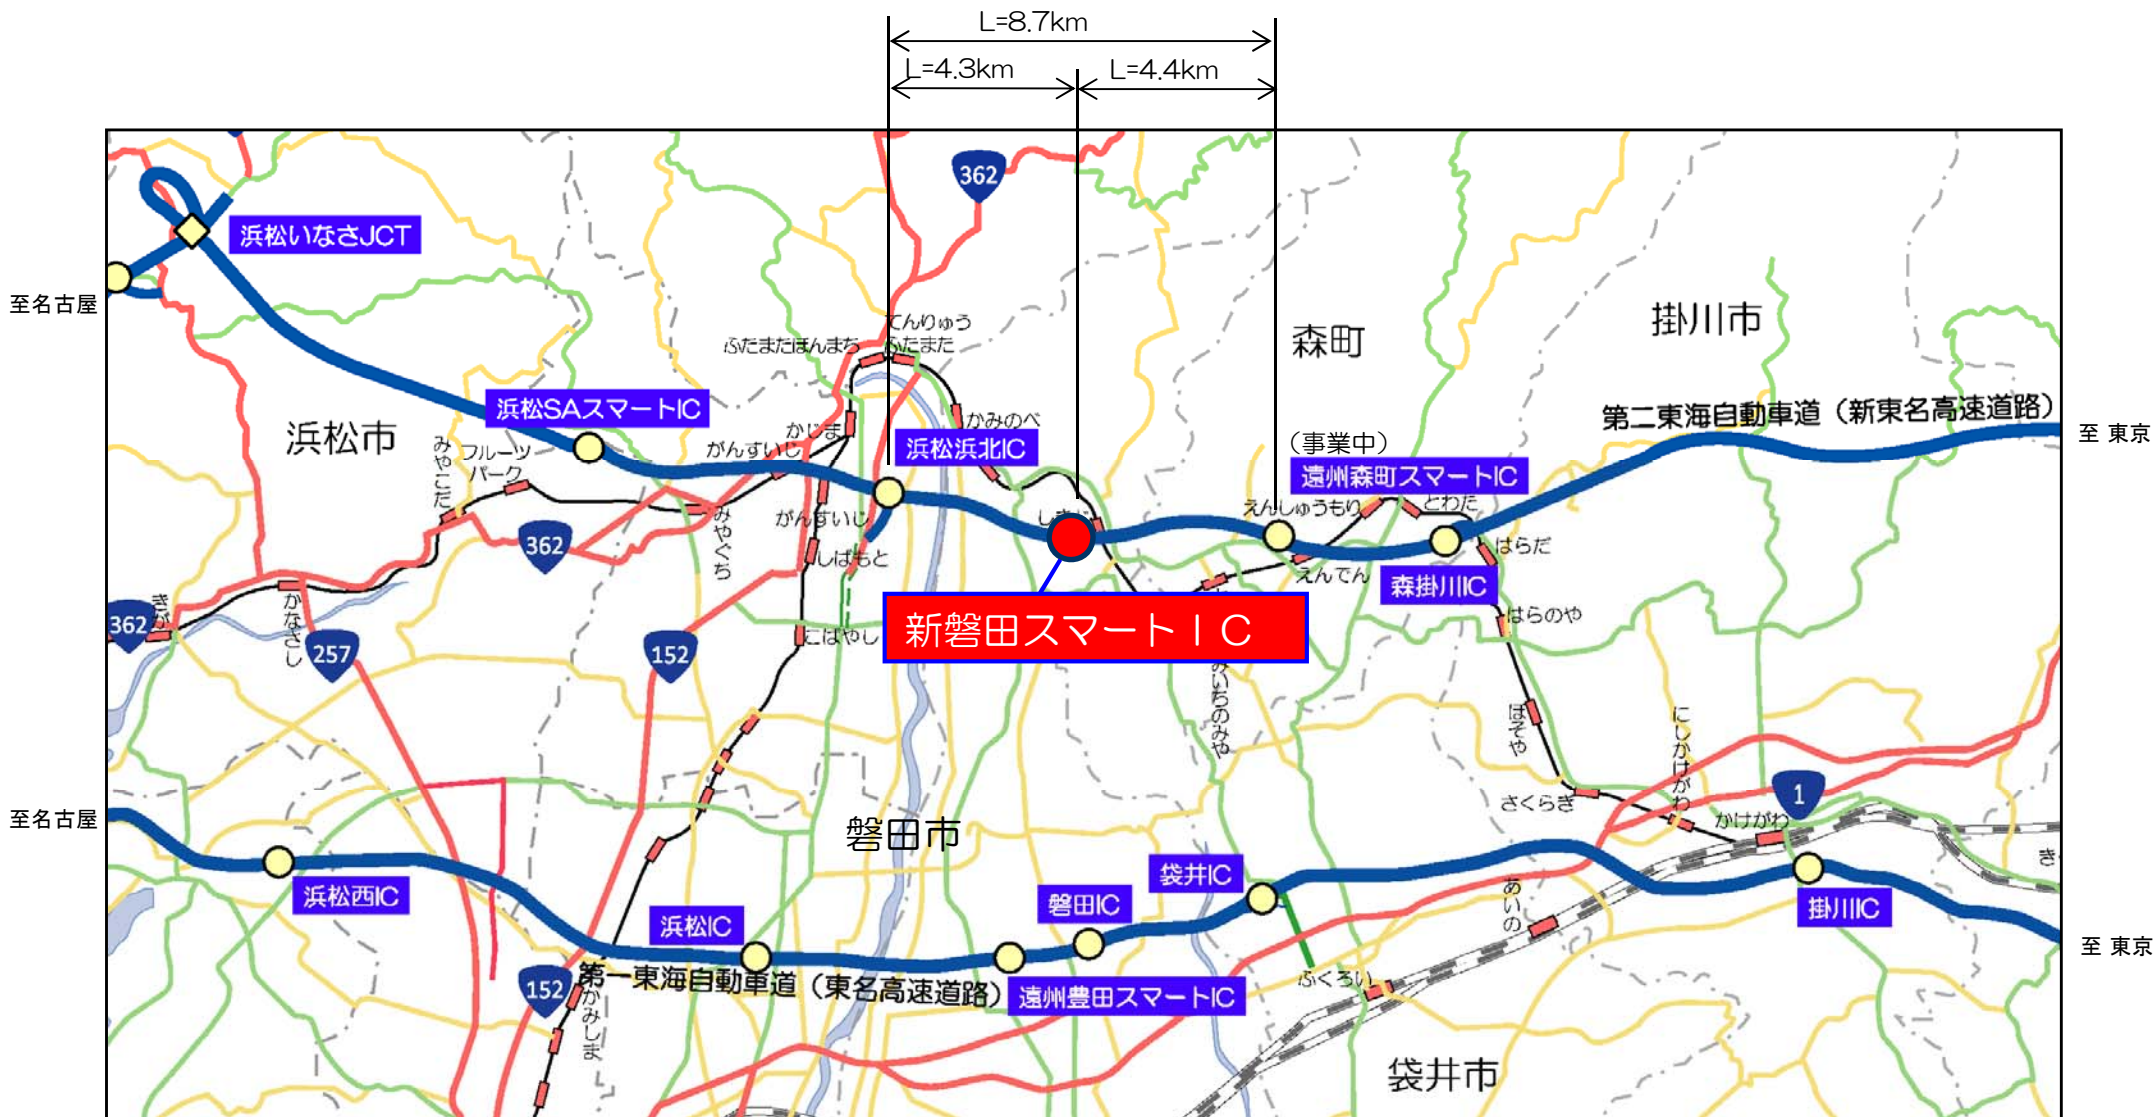 L=8.7km
L=4.3km
L=4.4km
362
浜松いなさJCT
至名古屋
てんりゅう
ふたまた
ふたまたほんまち
森町
掛川市
浜松SAスマートIC
第二東海自動車道（新東名高速道路）
至 東京
浜松市
みやこだ
フルーツ
パーク
かじま
がんすいじ
かみのべ
浜松浜北IC
（事業中）
遠州森町スマートIC
えんしゅうもり
とわた
がんすいじ
みやぐち
362
しばもと
はらだ
えんでん
森掛川IC
きが
362
かなさし
257
152
こばやし
新磐田スマートＩＣ
はらのや
みいちのみや
ほそや
にしかけがわ
さくらぎ
1
かけがわ
至名古屋
磐田市
袋井IC
浜松西IC
磐田IC
あいの
掛川IC
浜松IC
至 東京
152
第一東海自動車道（東名高速道路）
遠州豊田スマートIC
ふくろい
かみしま
袋井市